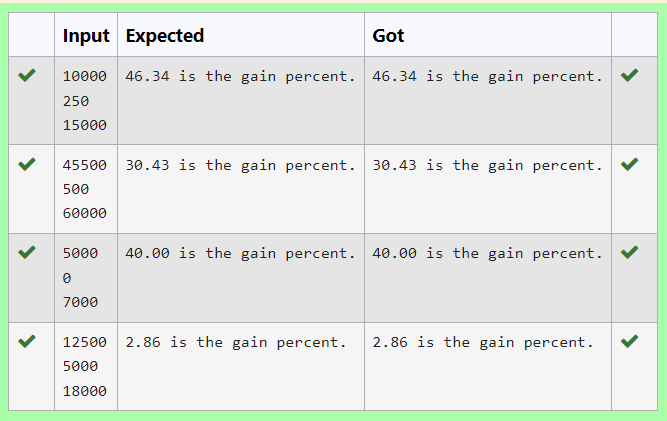 Input Expected Got
10000 46.34 is the gain percent. 46.34 is the gain percent.
250
15000
45500 30.43 is the gain percent. 30.43 is the gain percent.
500
60000
5000 40.00 is the gain percent. 40.00 is the gain percent.
0
7000
12500 2.86 is the gain percent. 2.86 is the gain percent.
5000
18000